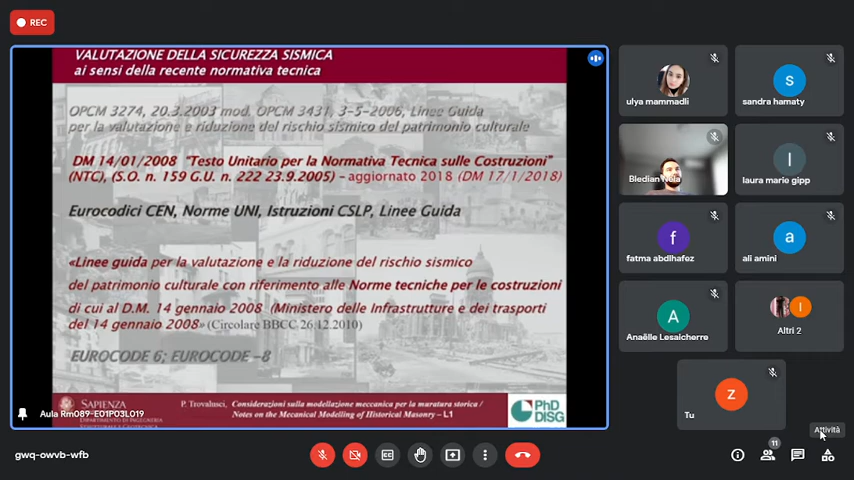 REC
VALUTAZIONE DELLA SICUREZZA SISMICA
ai sensi della recente normativa tecnica
OPCM 3274, 20.3.2003 mod. OPCM 3431, 3-5-2006, Linee Guida
per la valutazione e riduzione del rischio sismico del patrimonio culturale
DM 14/01/2008 "Testo Unitario per la Normativa Tecnica sulle Costruzioni"
(NTC), (S.O. n. 159 G.U. n. 222 23.9.2005) - aggiornato 2018 (DM 17/1/2018)
Eurocodici CEN, Norme UNI, Istruzioni CSLP, Linee Guida
«Linee guida per la valutazione e la riduzione del rischio sismico
del patrimonio culturale con riferimento alle Norme tecniche per le costruzioni
di cui al D.M. 14 gennaio 2008 (Ministero delle Infrastrutture e dei trasporti
del 14 gennaio 2008» (Circolare BBCC 26.12.2010)
EUROCODE 6; EUROCODE -8
SAPIENZA
P. Trovalusci, Considerazioni sulla modellazione meccanica per la muratura storica /
Notes on the Mecanical Modelling of Historical Masonry - L1
PhD
DISG
Aula Rm089-E01P03L019
ulya mammadli
s
sandra hamaty
Bledian
l
laura marie gipp
f
fatma abdlhafez
a
ali amini
A
Anaëlle Lesaicherre
l
Altri 2
z
Tu
Attività
gwq-owvb-wfb
11